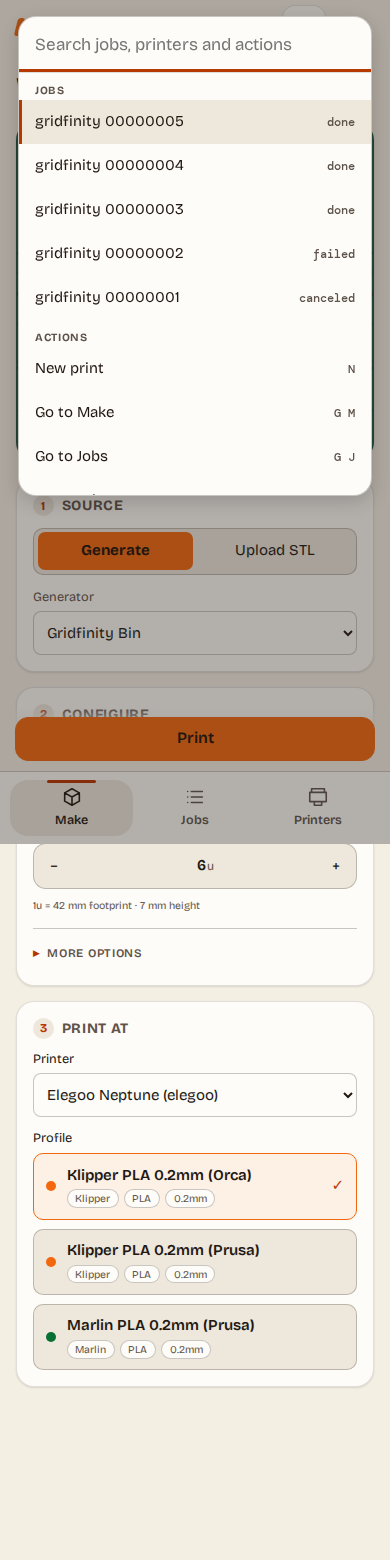 Search jobs, printers and actions
JOBS
gridfinity 00000005 done
gridfinity 00000004 done
gridfinity 00000003 done
gridfinity 00000002 failed
gridfinity 00000001 canceled
ACTIONS
New print N
Go to Make G M
Go to Jobs G J
1 SOURCE
Generate Upload STL
Generator
Gridfinity Bin
2 CONFIGURE
Print
Make Jobs Printers
− 6u +
1u = 42 mm footprint · 7 mm height
▸ MORE OPTIONS
3 PRINT AT
Printer
Elegoo Neptune (elegoo)
Profile
Klipper PLA 0.2mm (Orca) ✓
Klipper PLA 0.2mm
Klipper PLA 0.2mm (Prusa)
Klipper PLA 0.2mm
Marlin PLA 0.2mm (Prusa)
Marlin PLA 0.2mm